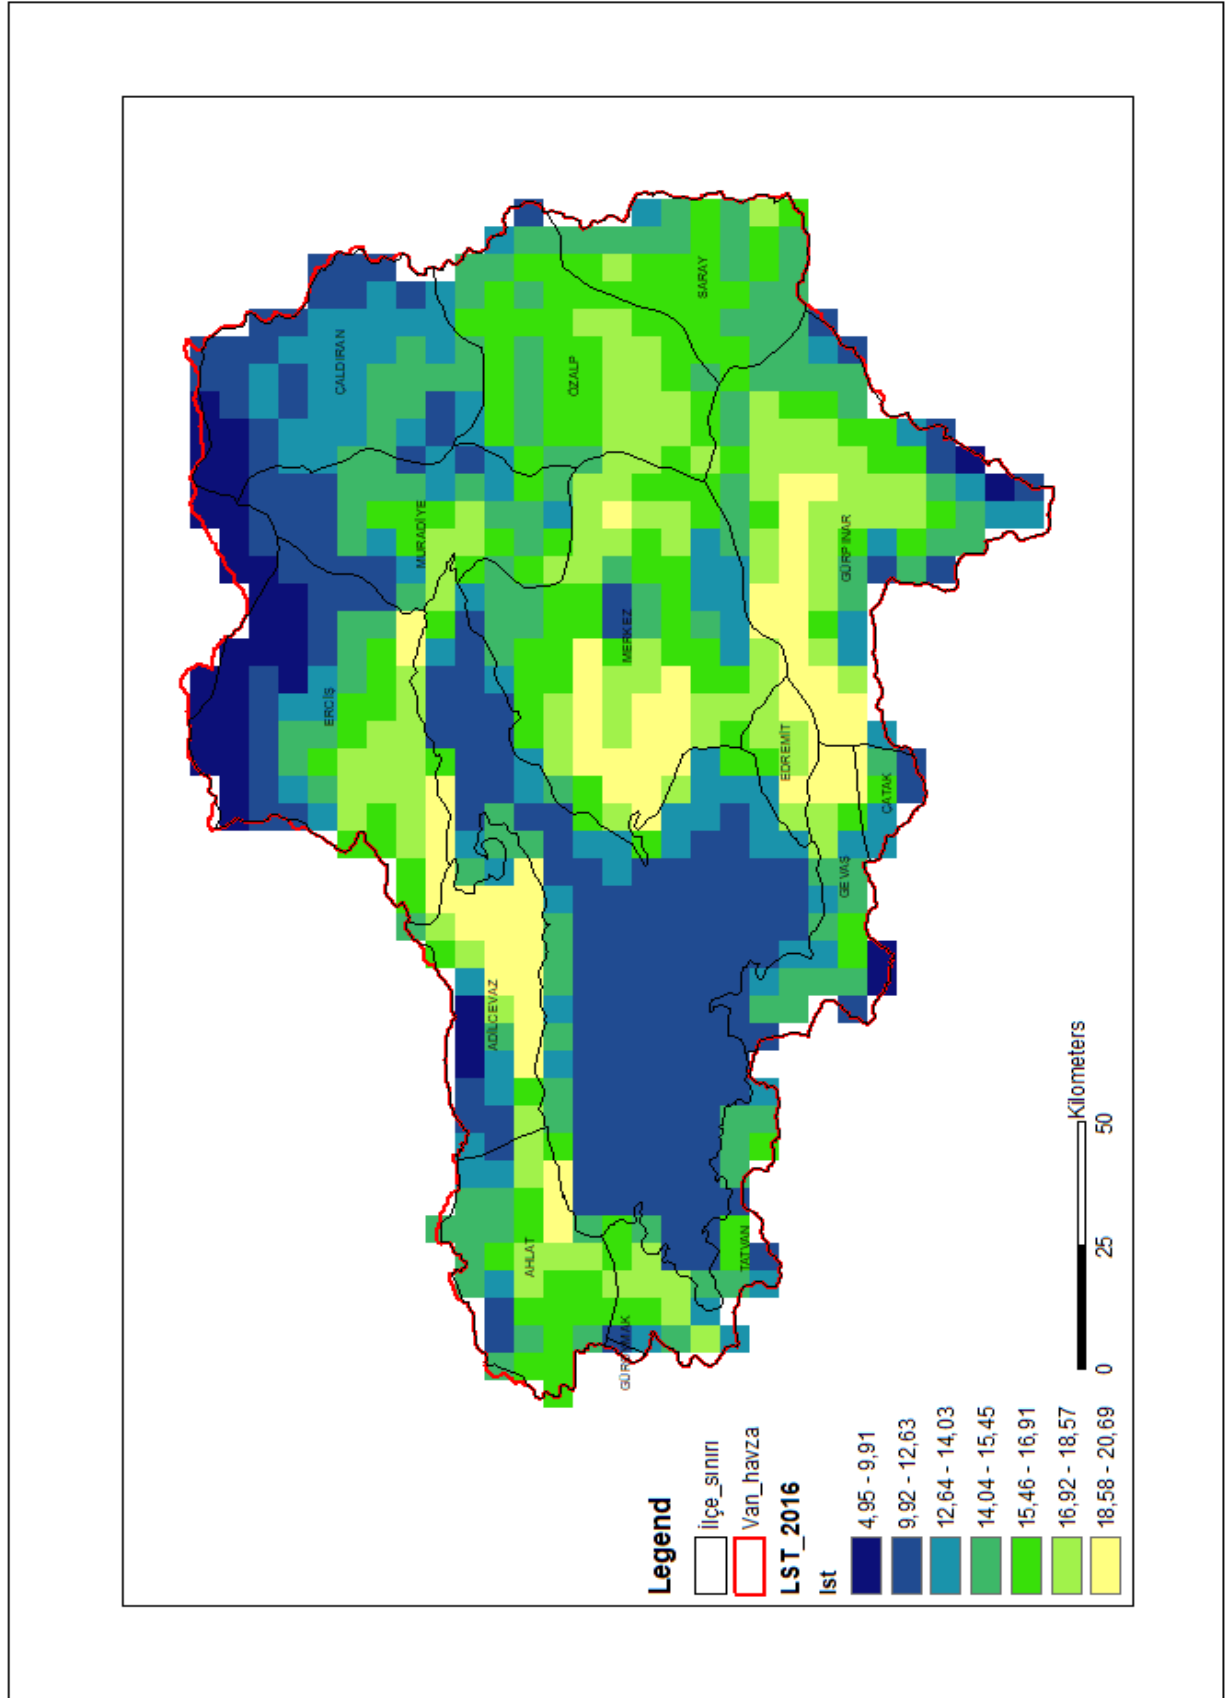 ÇALDIRAN
ERCİŞ
MURADİYE
ADİLCEVAZ
AHLAT
ÖZALP
SARAY
MERKEZ
TATVAN
EDREMİT
GEVAŞ
ÇATAK
GÜRPINAR
Legend
İlçe_sınırı
Van_havza
LST_2016
lst
4,95 - 9,91
9,92 - 12,63
12,64 - 14,03
14,04 - 15,45
15,46 - 16,91
16,92 - 18,57
18,58 - 20,69
Kilometers
0 25 50